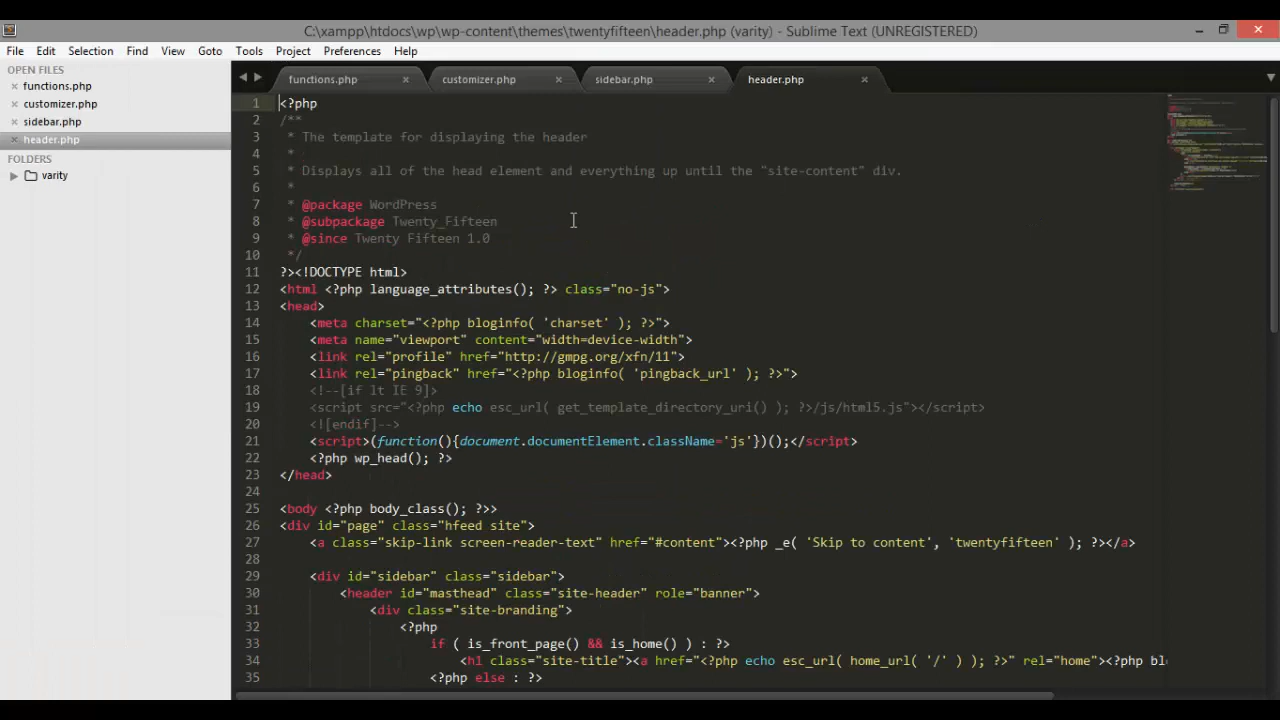 C:\xampp\htdocs\wp\wp-content\themes\twentyfifteen\header.php (varity) - Sublime Text (UNREGISTERED)
File Edit Selection Find View Goto Tools Project Preferences Help
OPEN FILES
functions.php
customizer.php
sidebar.php
header.php
FOLDERS
varity
functions.php customizer.php sidebar.php header.php
1 <?php
2 /**
3 * The template for displaying the header
4 *
5 * Displays all of the head element and everything up until the "site-content" div.
6 *
7 * @package WordPress
8 * @subpackage Twenty_Fifteen
9 * @since Twenty Fifteen 1.0
10 */
11 ?><!DOCTYPE html>
12 <html <?php language_attributes(); ?> class="no-js">
13 <head>
14 <meta charset="<?php bloginfo( 'charset' ); ?>">
15 <meta name="viewport" content="width=device-width">
16 <link rel="profile" href="http://gmpg.org/xfn/11">
17 <link rel="pingback" href="<?php bloginfo( 'pingback_url' ); ?>">
18 <!--[if lt IE 9]>
19 <script src="<?php echo esc_url( get_template_directory_uri() ); ?>/js/html5.js"></script>
20 <![endif]-->
21 <script>(function(){document.documentElement.className='js'})();</script>
22 <?php wp_head(); ?>
23 </head>
24
25 <body <?php body_class(); ?>>
26 <div id="page" class="hfeed site">
27 <a class="skip-link screen-reader-text" href="#content"><?php _e( 'Skip to content', 'twentyfifteen' ); ?></a>
28
29 <div id="sidebar" class="sidebar">
30 <header id="masthead" class="site-header" role="banner">
31 <div class="site-branding">
32 <?php
33 if ( is_front_page() && is_home() ) : ?>
34 <h1 class="site-title"><a href="<?php echo esc_url( home_url( '/' ) ); ?>" rel="home"><?php bl
35 <?php else : ?>